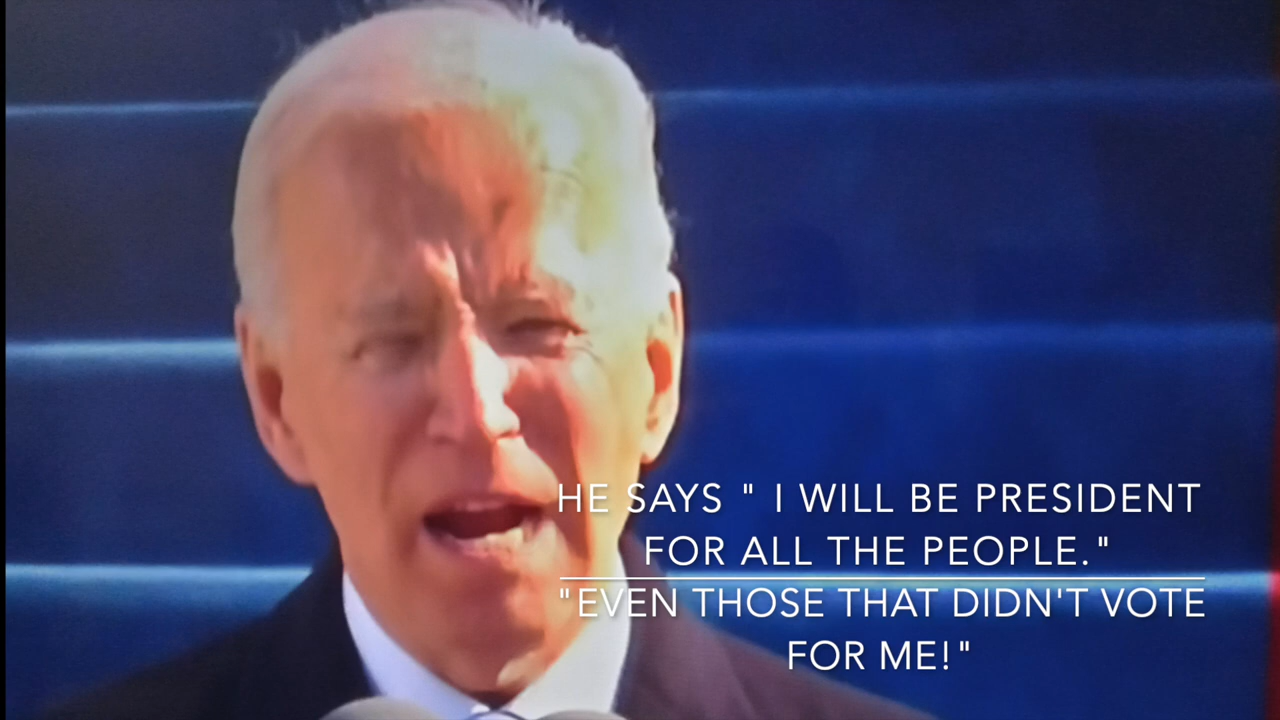 HE SAYS " I WILL BE PRESIDENT
FOR ALL THE PEOPLE."
"EVEN THOSE THAT DIDN'T VOTE
FOR ME!"